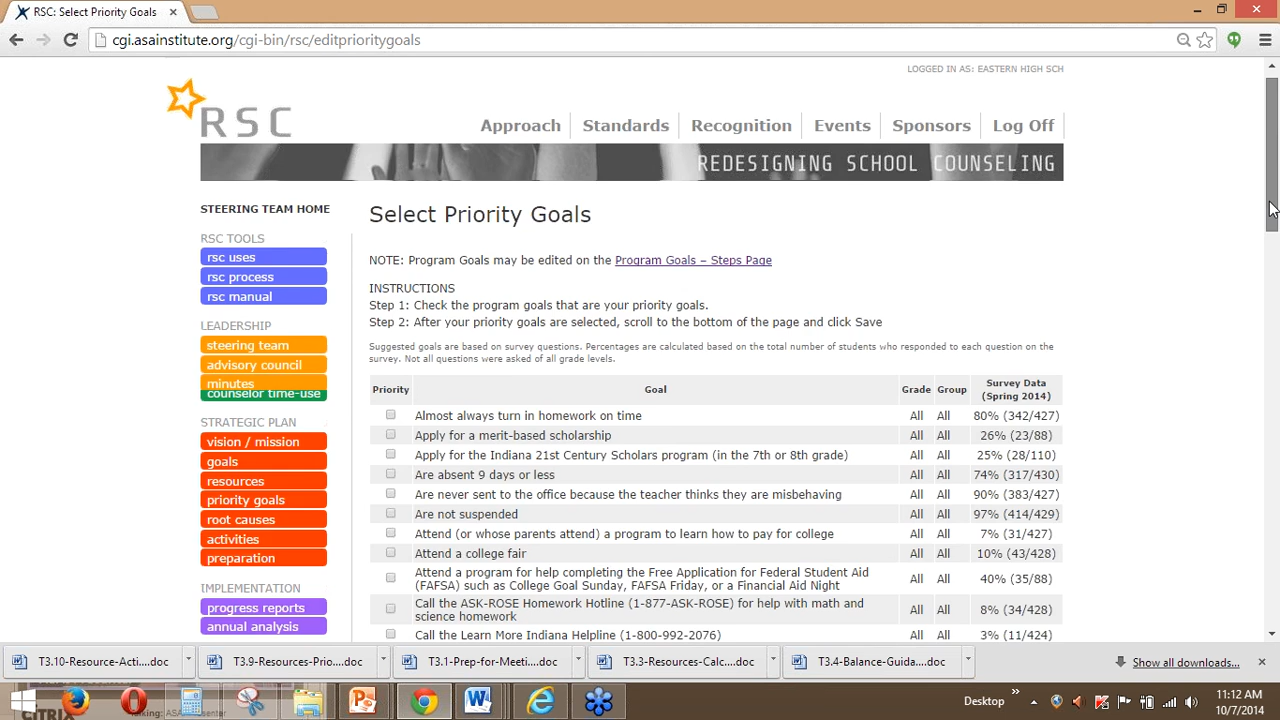 RSC: Select Priority Goals
cgi.asainstitute.org/cgi-bin/rsc/editprioritygoals
LOGGED IN AS: EASTERN HIGH SCH
RSC
Approach
Standards
Recognition
Events
Sponsors
Log Off
REDESIGNING SCHOOL COUNSELING
STEERING TEAM HOME
RSC TOOLS
rsc uses
rsc process
rsc manual
LEADERSHIP
steering team
advisory council
minutes
counselor time-use
STRATEGIC PLAN
vision / mission
goals
resources
priority goals
root causes
activities
preparation
IMPLEMENTATION
progress reports
annual analysis
Select Priority Goals
NOTE: Program Goals may be edited on the Program Goals – Steps Page
INSTRUCTIONS
Step 1: Check the program goals that are your priority goals.
Step 2: After your priority goals are selected, scroll to the bottom of the page and click Save
Suggested goals are based on survey questions. Percentages are calculated based on the total number of students who responded to each question on the
survey. Not all questions were asked of all grade levels.
Priority Goal Grade Group Survey Data
(Spring 2014)
Almost always turn in homework on time All All 80% (342/427)
Apply for a merit-based scholarship All All 26% (23/88)
Apply for the Indiana 21st Century Scholars program (in the 7th or 8th grade) All All 25% (28/110)
Are absent 9 days or less All All 74% (317/430)
Are never sent to the office because the teacher thinks they are misbehaving All All 90% (383/427)
Are not suspended All All 97% (414/429)
Attend (or whose parents attend) a program to learn how to pay for college All All 7% (31/427)
Attend a college fair All All 10% (43/428)
Attend a program for help completing the Free Application for Federal Student Aid
(FAFSA) such as College Goal Sunday, FAFSA Friday, or a Financial Aid Night All All 40% (35/88)
Call the ASK-ROSE Homework Hotline (1-877-ASK-ROSE) for help with math and
science homework All All 8% (34/428)
Call the Learn More Indiana Helpline (1-800-992-2076) All All 3% (11/424)
T3.10-Resource-Acti....doc
T3.9-Resources-Prio....doc
T3.1-Prep-for-Meeti....doc
T3.3-Resources-Calc....doc
T3.4-Balance-Guida....doc
Show all downloads...
CITRIX
Desktop
11:12 AM
10/7/2014